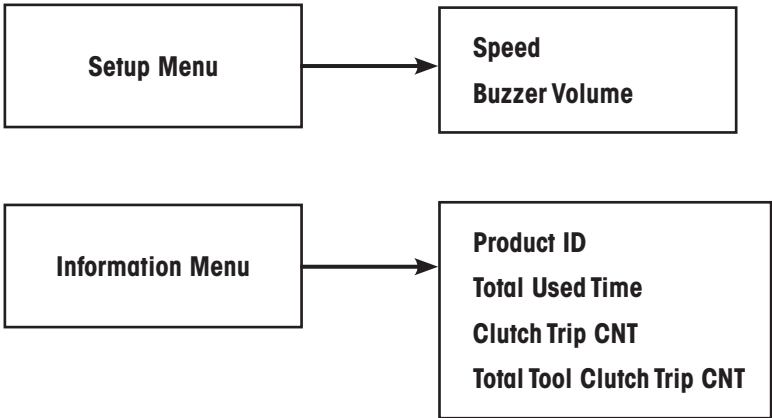 Setup Menu
Speed
Buzzer Volume
Information Menu
Product ID
Total Used Time
Clutch Trip CNT
Total Tool Clutch Trip CNT